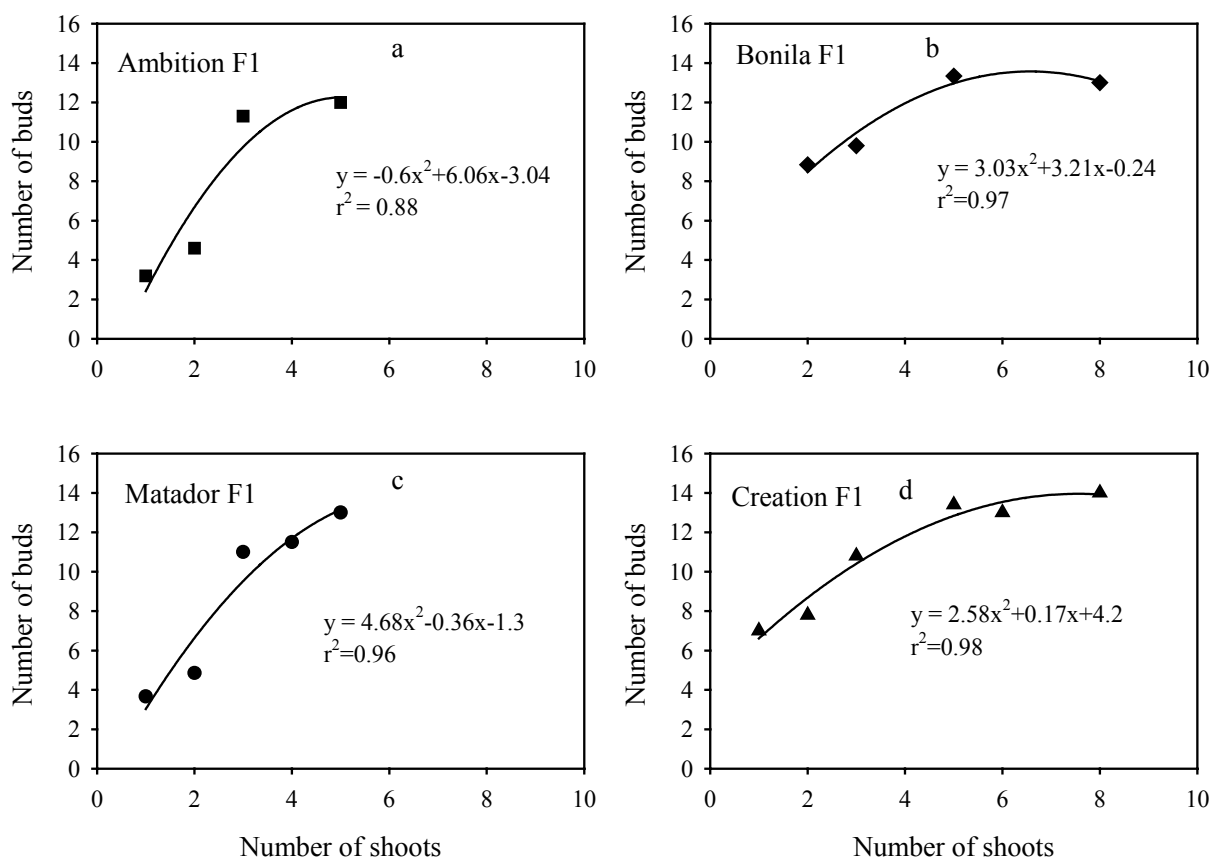 a
Ambition F1
Number of buds
16
14
12
10
8
6
4
2
0
y = -0.6x²+6.06x-3.04
r² = 0.88
0 2 4 6 8 10
b
Bonila F1
Number of buds
16
14
12
10
8
6
4
2
0
y = 3.03x²+3.21x-0.24
r²=0.97
0 2 4 6 8 10
c
Matador F1
Number of buds
16
14
12
10
8
6
4
2
0
y = 4.68x²-0.36x-1.3
r²=0.96
0 2 4 6 8 10
Number of shoots
d
Creation F1
Number of buds
16
14
12
10
8
6
4
2
0
y = 2.58x²+0.17x+4.2
r²=0.98
0 2 4 6 8 10
Number of shoots